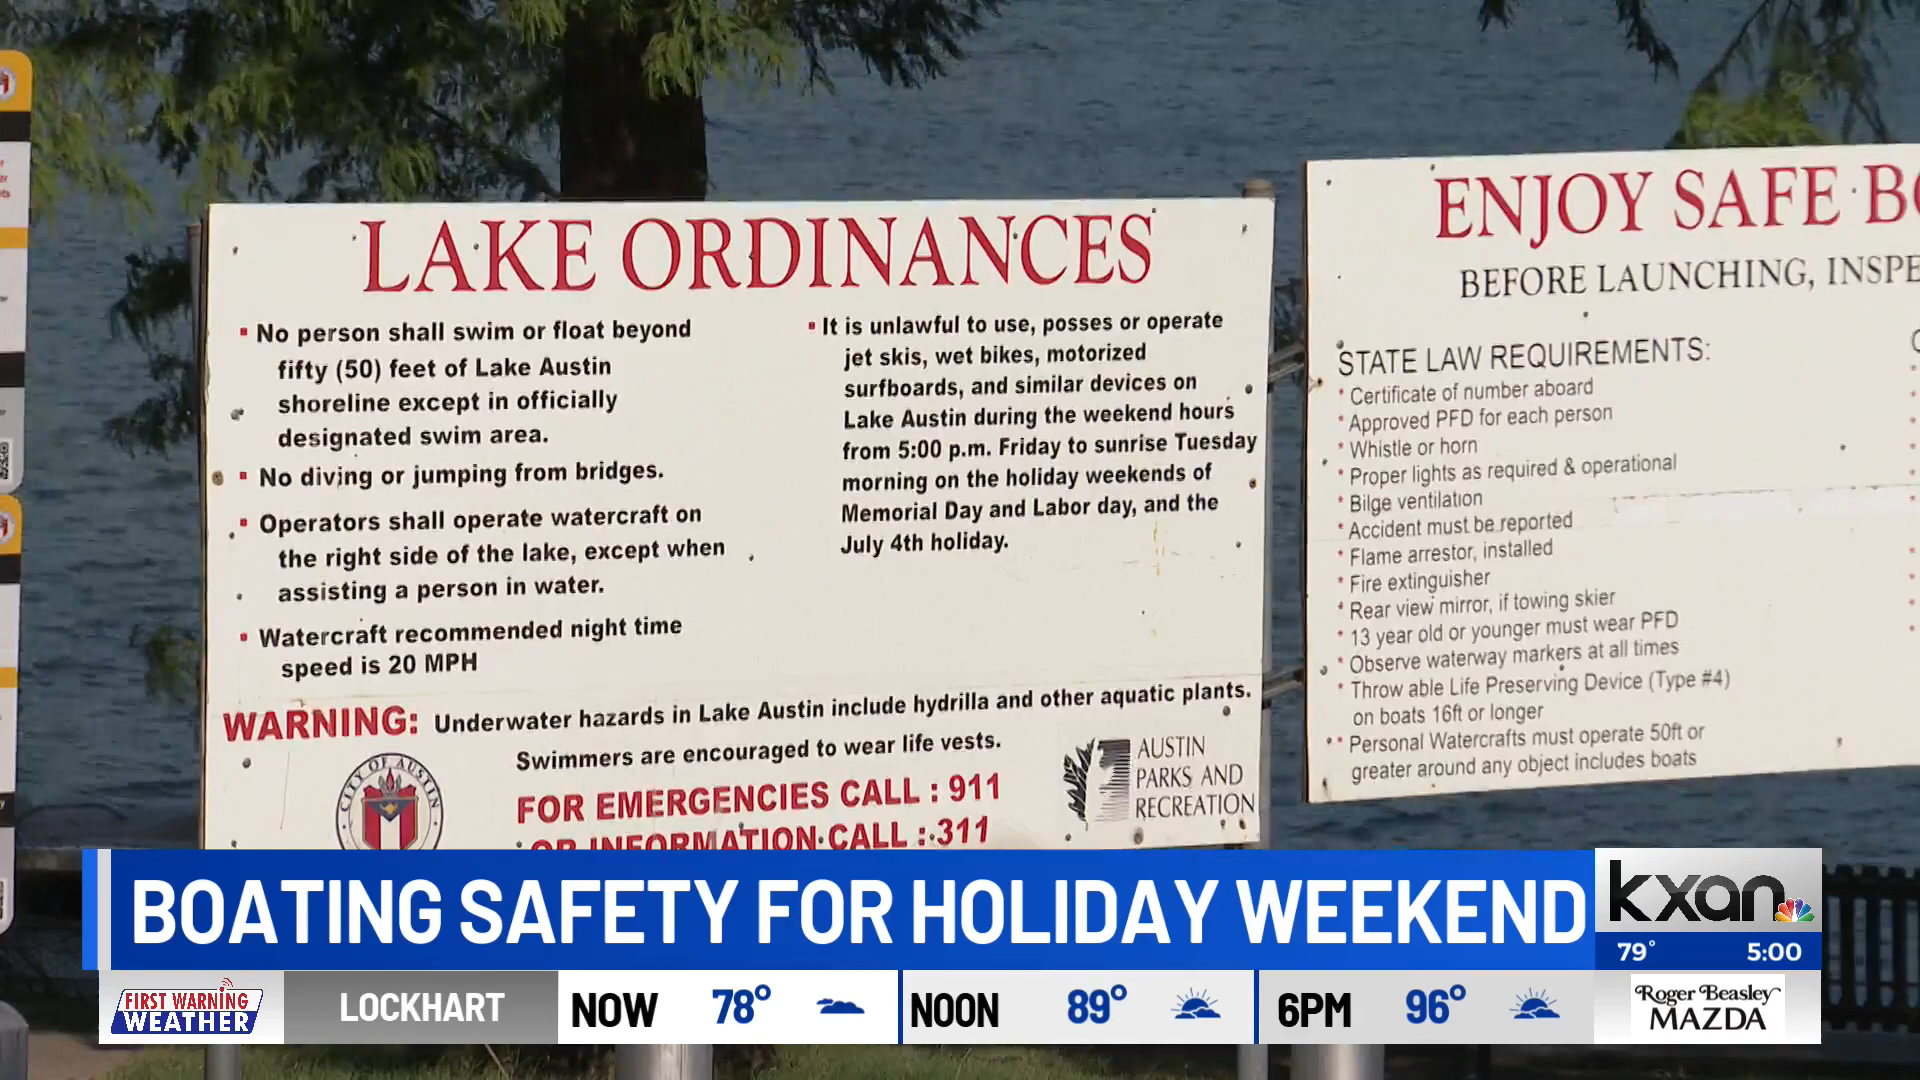 LAKE ORDINANCES
No person shall swim or float beyond
fifty (50) feet of Lake Austin
shoreline except in officially
designated swim area.
No diving or jumping from bridges.
Operators shall operate watercraft on
the right side of the lake, except when
assisting a person in water.
Watercraft recommended night time
speed is 20 MPH
It is unlawful to use, posses or operate
jet skis, wet bikes, motorized
surfboards, and similar devices on
Lake Austin during the weekend hours
from 5:00 p.m. Friday to sunrise Tuesday
morning on the holiday weekends of
Memorial Day and Labor day, and the
July 4th holiday.
WARNING: Underwater hazards in Lake Austin include hydrilla and other aquatic plants.
Swimmers are encouraged to wear life vests.
FOR EMERGENCIES CALL : 911
OR INFORMATION CALL : 311
CITY OF AUSTIN
AUSTIN
PARKS AND
RECREATION
ENJOY SAFE
BEFORE LAUNCHING,
STATE LAW REQUIREMENTS:
* Certificate of number aboard
* Approved PFD for each person
* Whistle or horn
* Proper lights as required & operational
* Bilge ventilation
* Accident must be reported
* Flame arrestor, installed
* Fire extinguisher
* Rear view mirror, if towing skier
* 13 year old or younger must wear PFD
* Observe waterway markers at all times
* Throw able Life Preserving Device (Type #4)
on boats 16ft or longer
* Personal Watercrafts must operate 50ft or
greater around any object includes boats
BOATING SAFETY FOR HOLIDAY WEEKEND
kxan
79° 5:00
FIRST WARNING
WEATHER
LOCKHART
NOW 78°
NOON 89°
6PM 96°
Roger Beasley
MAZDA